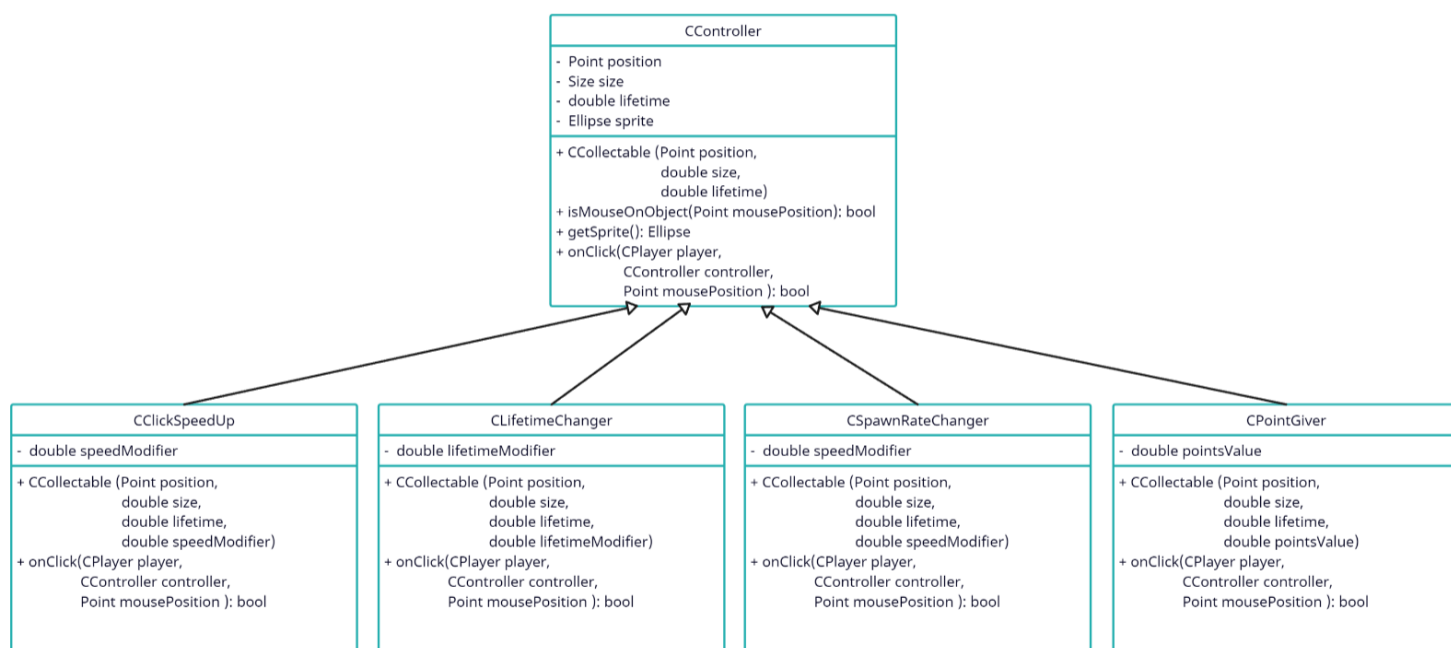 CController
- Point position
- Size size
- double lifetime
- Ellipse sprite
+ CCollectable (Point position,
double size,
double lifetime)
+ isMouseOnObject(Point mousePosition): bool
+ getSprite(): Ellipse
+ onClick(CPlayer player,
CController controller,
Point mousePosition ): bool
CClickSpeedUp
- double speedModifier
+ CCollectable (Point position,
double size,
double lifetime,
double speedModifier)
+ onClick(CPlayer player,
CController controller,
Point mousePosition ): bool
CLifetimeChanger
- double lifetimeModifier
+ CCollectable (Point position,
double size,
double lifetime,
double lifetimeModifier)
+ onClick(CPlayer player,
CController controller,
Point mousePosition ): bool
CSpawnRateChanger
- double speedModifier
+ CCollectable (Point position,
double size,
double lifetime,
double speedModifier)
+ onClick(CPlayer player,
CController controller,
Point mousePosition ): bool
CPointGiver
- double pointsValue
+ CCollectable (Point position,
double size,
double lifetime,
double pointsValue)
+ onClick(CPlayer player,
CController controller,
Point mousePosition ): bool